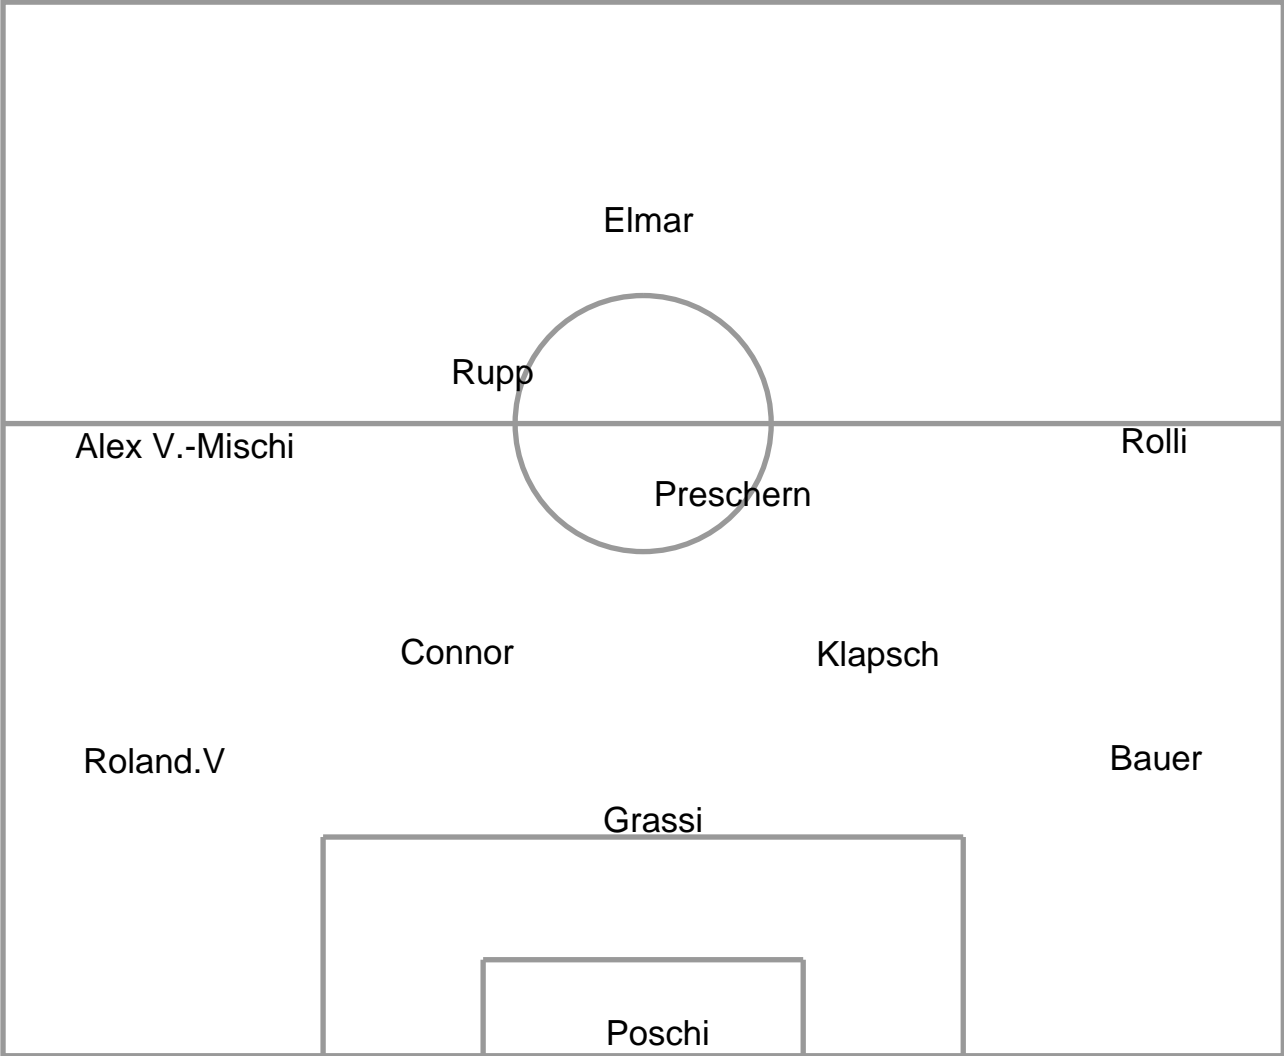 Elmar
Rupp
Alex V.-Mischi
Rolli
Preschern
Connor
Klapsch
Roland.V
Bauer
Grassi
Poschi